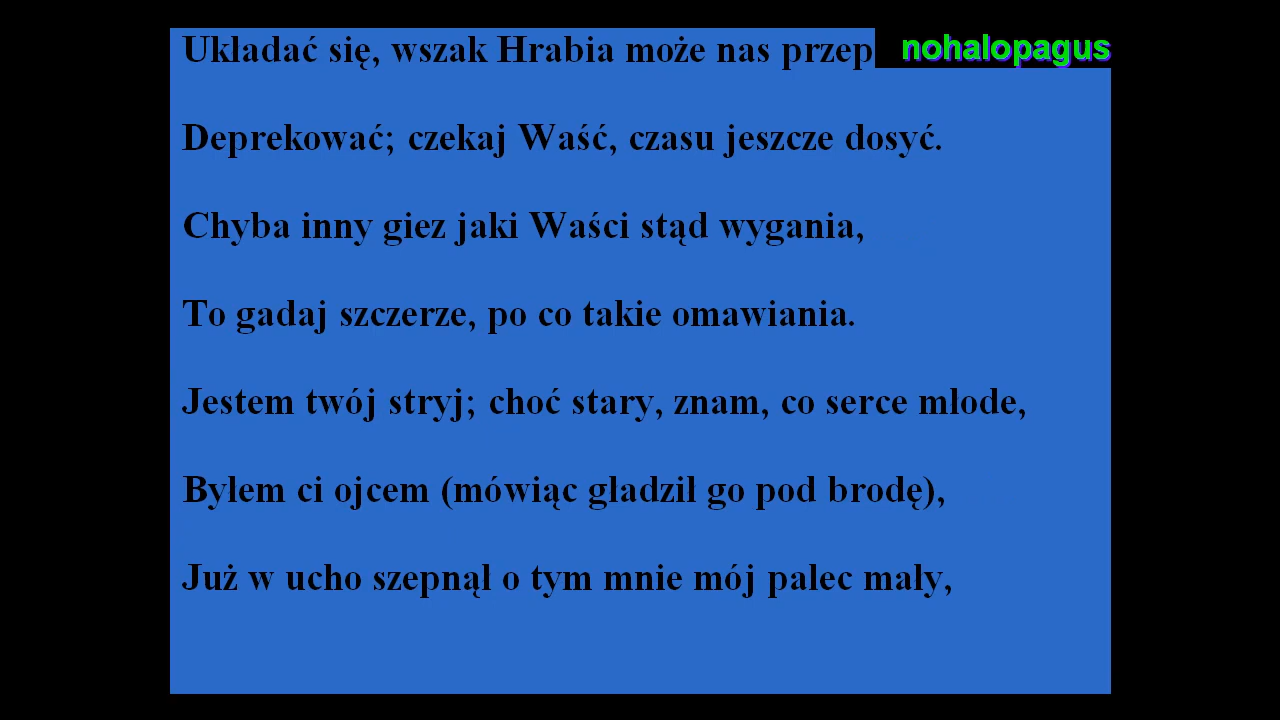 Układać się, wszak Hrabia może nas przep
nohalopagus
Deprekować; czekaj Waść, czasu jeszcze dosyć.
Chyba inny giez jaki Waści stąd wygania,
To gadaj szczerze, po co takie omawiania.
Jestem twój stryj; choć stary, znam, co serce młode,
Byłem ci ojcem (mówiąc gładził go pod brodę),
Już w ucho szepnął o tym mnie mój palec mały,